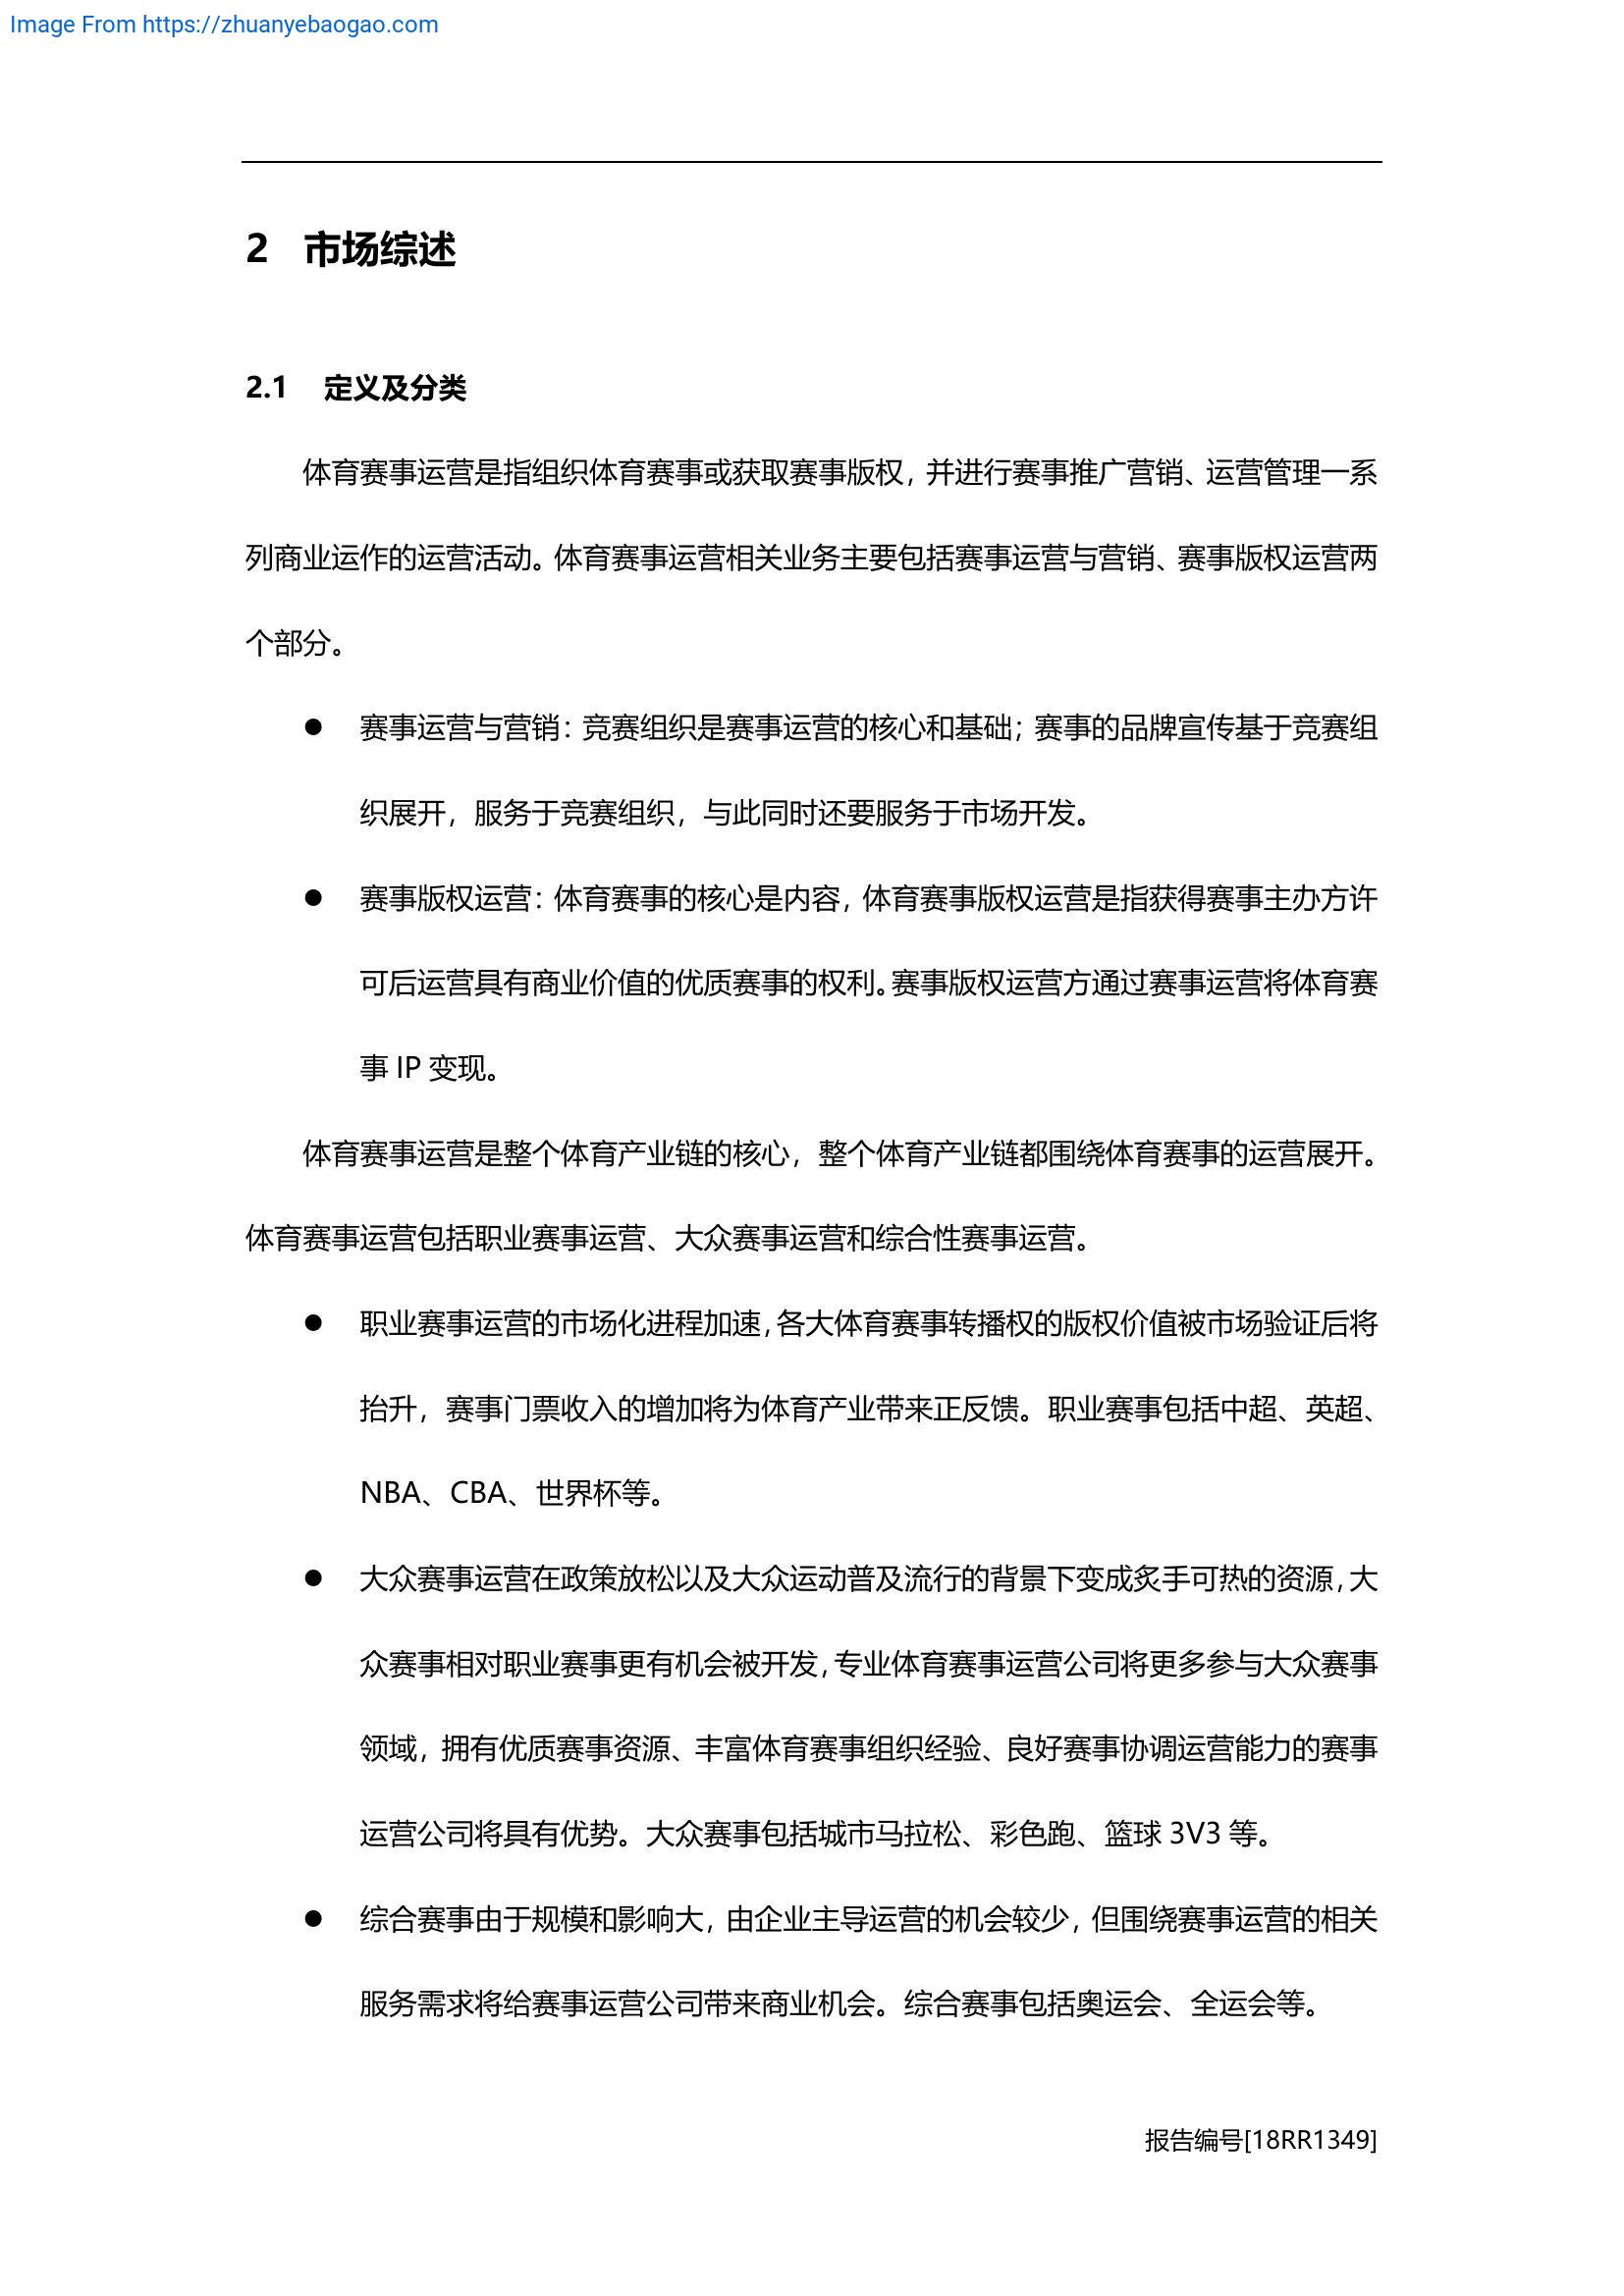 Image From https://zhuanyebaogao.com
2 市场综述
2.1 定义及分类
体育赛事运营是指组织体育赛事或获取赛事版权，并进行赛事推广营销、运营管理一系
列商业运作的运营活动。体育赛事运营相关业务主要包括赛事运营与营销、赛事版权运营两
个部分。
● 赛事运营与营销：竞赛组织是赛事运营的核心和基础；赛事的品牌宣传基于竞赛组
织展开，服务于竞赛组织，与此同时还要服务于市场开发。
● 赛事版权运营：体育赛事的核心是内容，体育赛事版权运营是指获得赛事主办方许
可后运营具有商业价值的优质赛事的权利。赛事版权运营方通过赛事运营将体育赛
事 IP 变现。
体育赛事运营是整个体育产业链的核心，整个体育产业链都围绕体育赛事的运营展开。
体育赛事运营包括职业赛事运营、大众赛事运营和综合性赛事运营。
● 职业赛事运营的市场化进程加速，各大体育赛事转播权的版权价值被市场验证后将
抬升，赛事门票收入的增加将为体育产业带来正反馈。职业赛事包括中超、英超、
NBA、CBA、世界杯等。
● 大众赛事运营在政策放松以及大众运动普及流行的背景下变成炙手可热的资源，大
众赛事相对职业赛事更有机会被开发，专业体育赛事运营公司将更多参与大众赛事
领域，拥有优质赛事资源、丰富体育赛事组织经验、良好赛事协调运营能力的赛事
运营公司将具有优势。大众赛事包括城市马拉松、彩色跑、篮球 3V3 等。
● 综合赛事由于规模和影响大，由企业主导运营的机会较少，但围绕赛事运营的相关
服务需求将给赛事运营公司带来商业机会。综合赛事包括奥运会、全运会等。
报告编号[18RR1349]